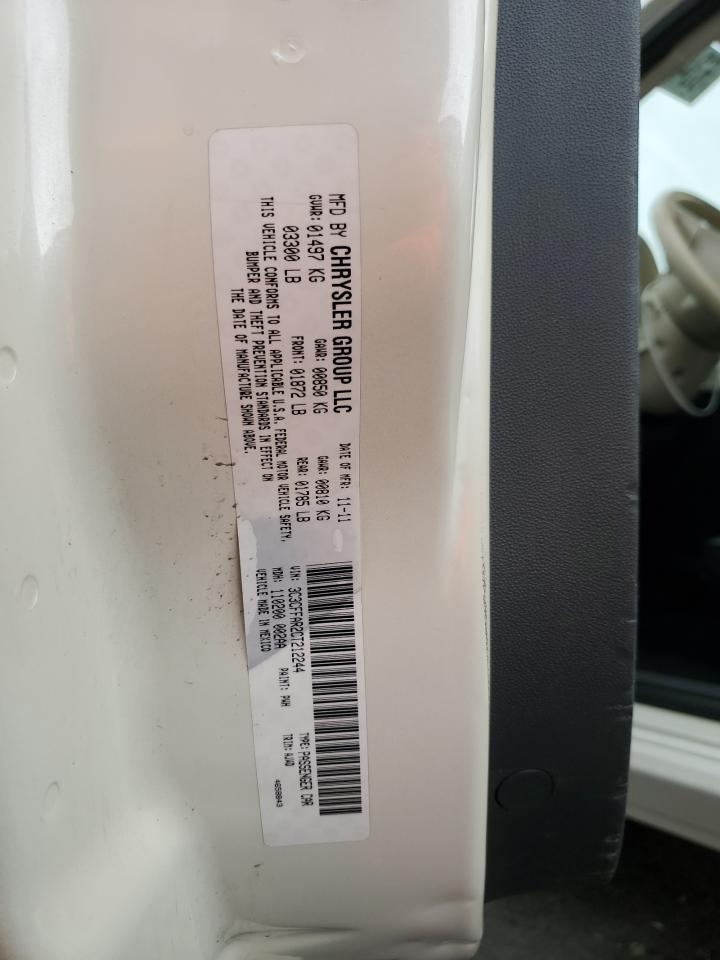 MFD BY CHRYSLER GROUP LLC DATE OF MFR: 11-11
GVWR: 01497 KG GAWR: 00850 KG GAWR: 00810 KG
03300 LB FRONT: 01872 LB REAR: 01785 LB
THIS VEHICLE CONFORMS TO ALL APPLICABLE U.S.A. FEDERAL MOTOR VEHICLE SAFETY,
BUMPER AND THEFT PREVENTION STANDARDS IN EFFECT ON
THE DATE OF MANUFACTURE SHOWN ABOVE.
VIN: 3C3CFFAR2CT212244 TYPE: PASSENGER CAR
MDH: 110200 002AA PAINT: PWH TRIM: AJWD
VEHICLE MADE IN MEXICO 4658043